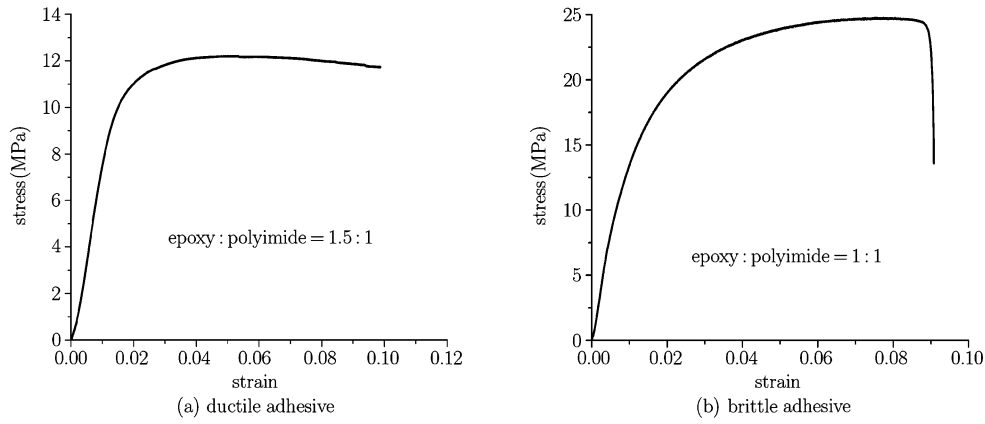 14
12
10
8
6
4
2
0
stress(MPa)
epoxy : polyimide = 1.5 : 1
0.00 0.02 0.04 0.06 0.08 0.10 0.12
strain
(a) ductile adhesive
25
20
15
10
5
0
stress(MPa)
epoxy : polyimide = 1 : 1
0.00 0.02 0.04 0.06 0.08 0.10
strain
(b) brittle adhesive